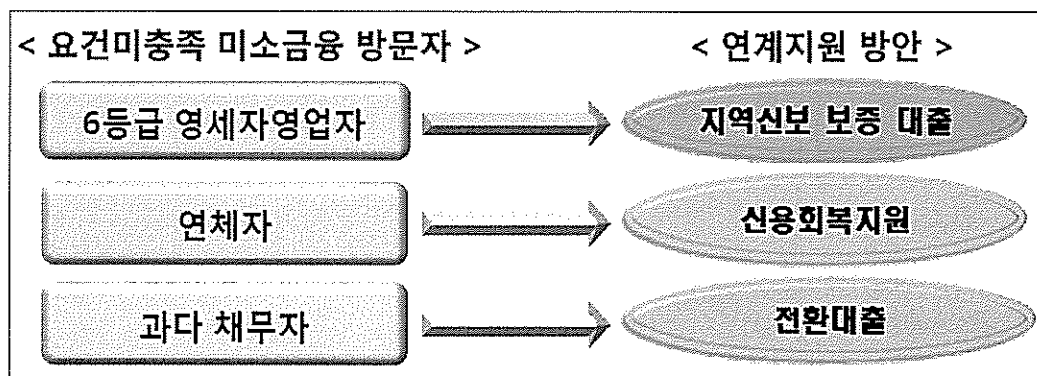 < 요건미충족 미소금융 방문자 > < 연계지원 방안 >
6등급 영세자영업자 지역신보 보증 대출
연체자 신용회복지원
과다 채무자 전환대출